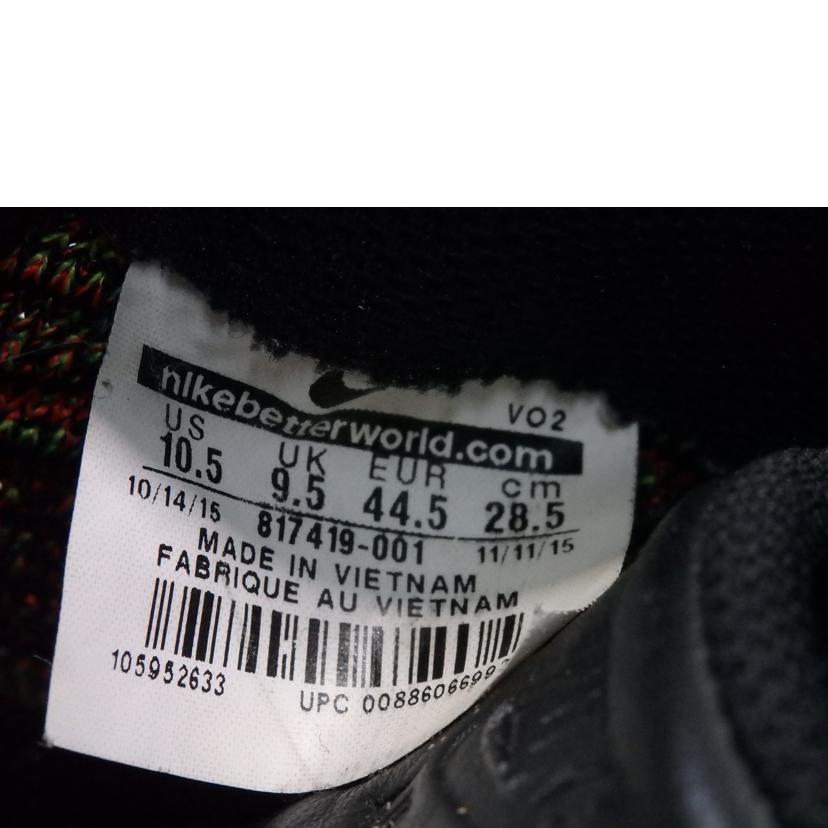 VO2
nikebetterworld.com
US UK EUR cm
10.5 9.5 44.5 28.5
10/14/15 817419-001 11/11/15
MADE IN VIETNAM
FABRIQUE AU VIETNAM
105952633 UPC 0088606699